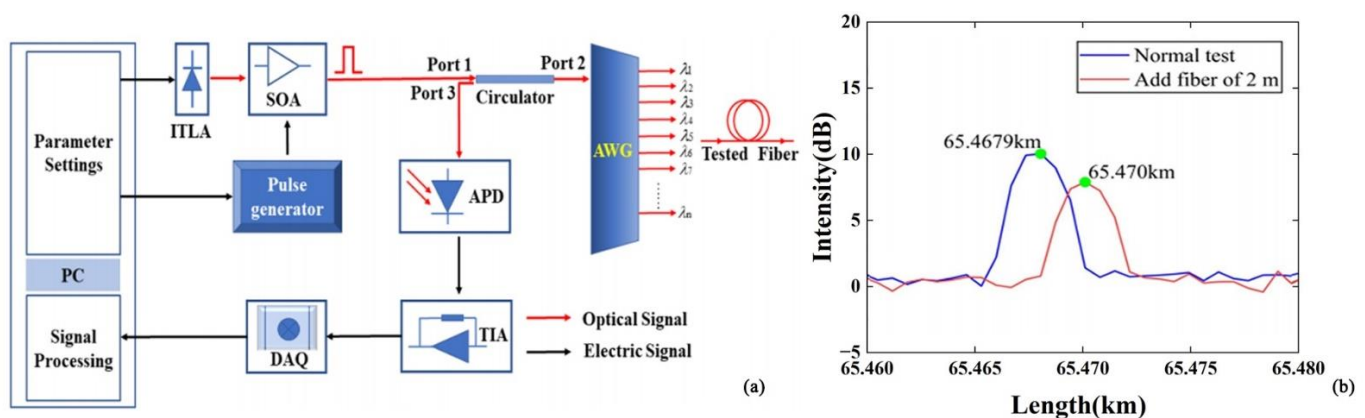 Parameter
Settings
PC
Signal
Processing
ITLA
SOA
Pulse
generator
Port 1
Port 3
Circulator
Port 2
APD
TIA
DAQ
AWG
λ1
λ2
λ3
λ4
λ5
λ6
λ7
λn
Tested Fiber
Optical Signal
Electric Signal
(a)
Intensity(dB)
20
15
10
5
0
−5
Normal test
Add fiber of 2 m
65.4679km
65.470km
65.460
65.465
65.470
65.475
65.480
Length(km)
(b)